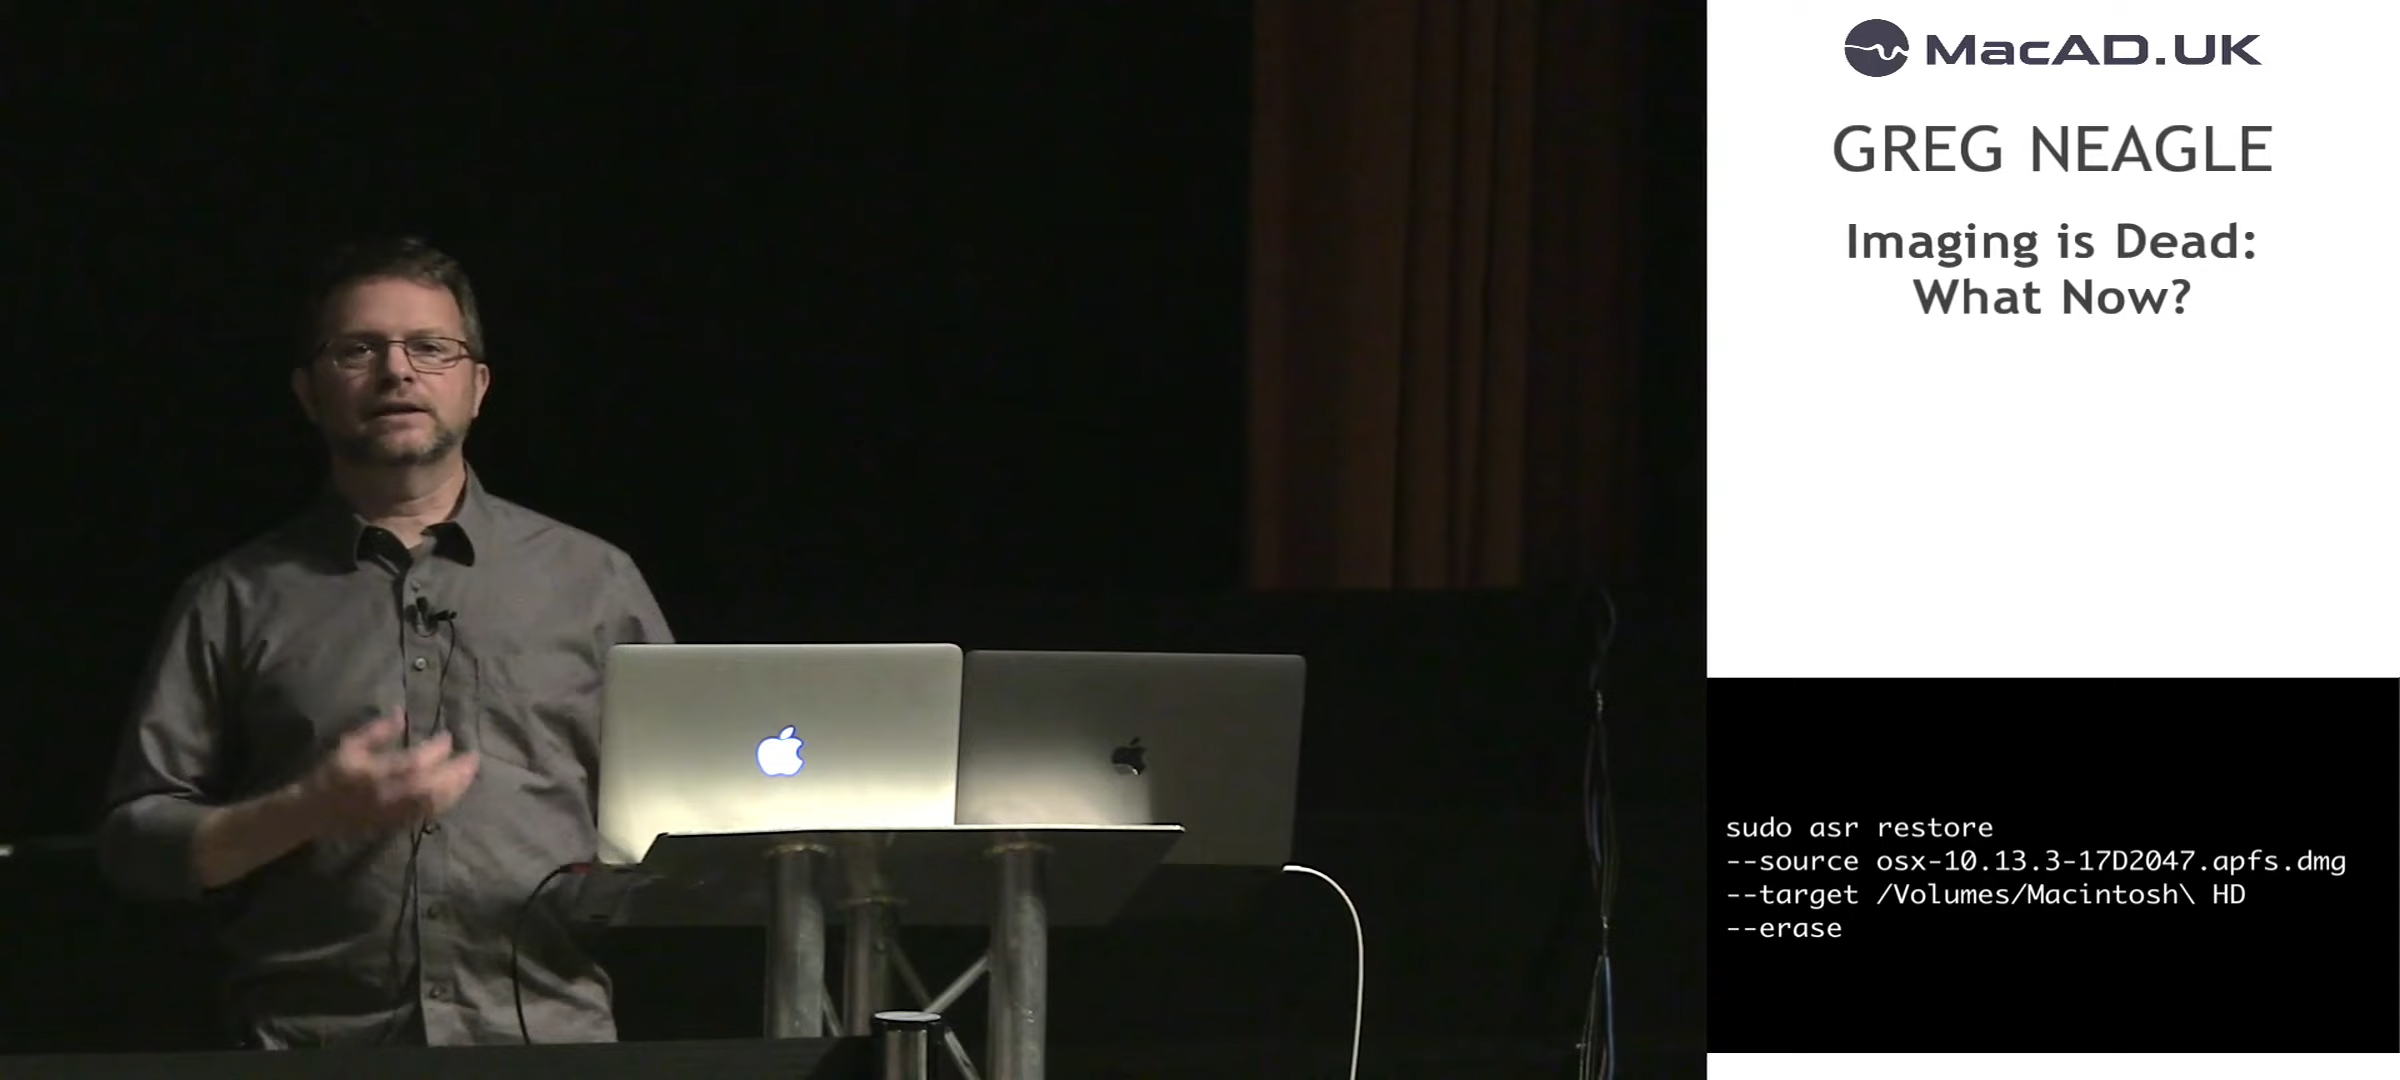 MacAD.UK
GREG NEAGLE
Imaging is Dead:
What Now?
sudo asr restore
--source osx-10.13.3-17D2047.apfs.dmg
--target /Volumes/Macintosh\ HD
--erase